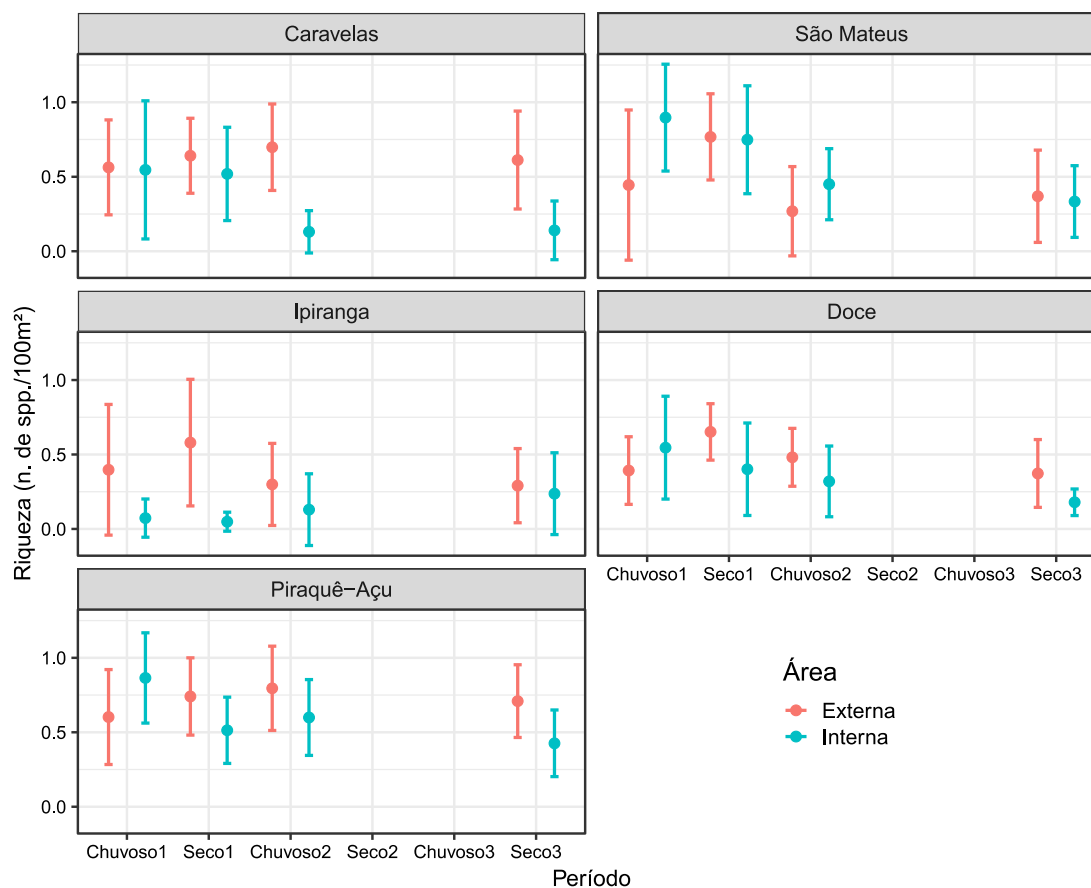 Caravelas
São Mateus
1.0
0.5
0.0
Ipiranga
Doce
1.0
0.5
0.0
Chuvoso1 Seco1 Chuvoso2 Seco2 Chuvoso3 Seco3
Piraquê−Açu
1.0
0.5
0.0
Chuvoso1 Seco1 Chuvoso2 Seco2 Chuvoso3 Seco3
Riqueza (n. de spp./100m²)
Período
Área
Externa
Interna